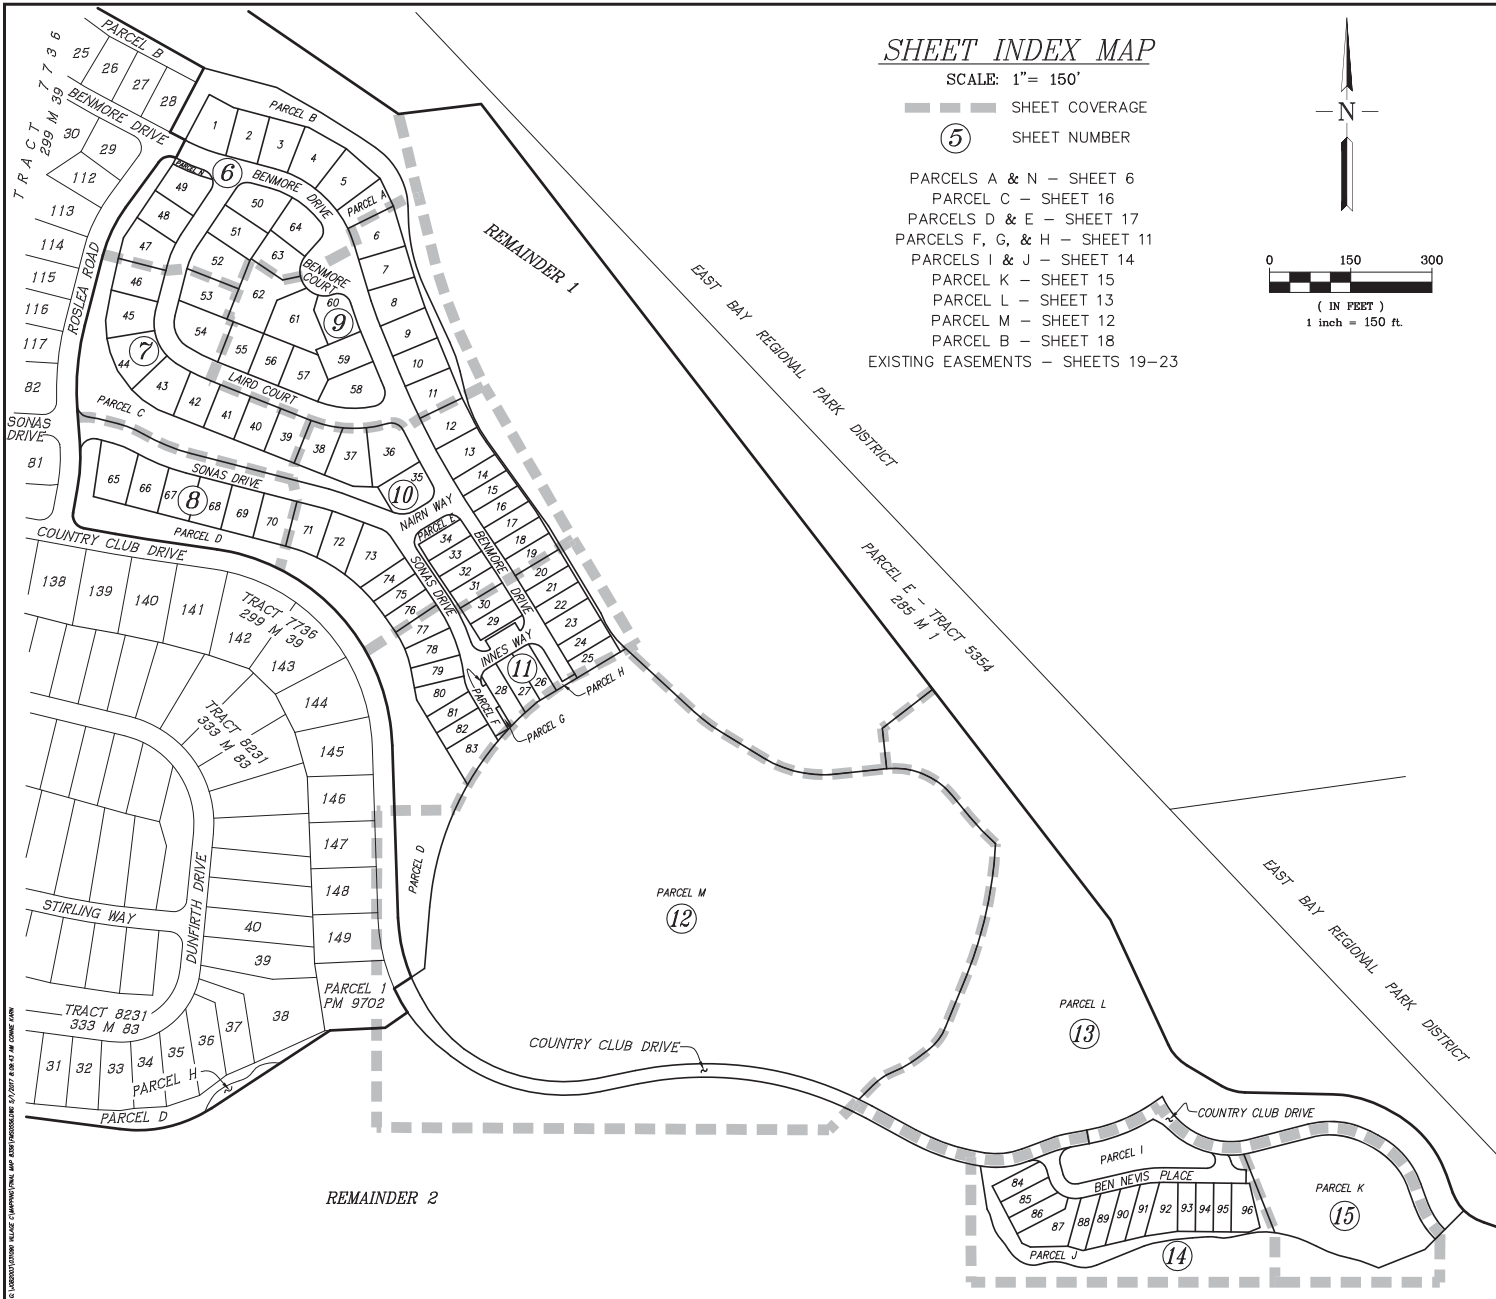 SHEET INDEX MAP
SCALE: 1"= 150'
SHEET COVERAGE
5 SHEET NUMBER
PARCELS A & N – SHEET 6
PARCEL C – SHEET 16
PARCELS D & E – SHEET 17
PARCELS F, G, & H – SHEET 11
PARCELS I & J – SHEET 14
PARCEL K – SHEET 15
PARCEL L – SHEET 13
PARCEL M – SHEET 12
PARCEL B – SHEET 18
EXISTING EASEMENTS – SHEETS 19–23
N
0 150 300
( IN FEET )
1 inch = 150 ft.
TRACT 7736
299 M 39
PARCEL B
25
26
27
28
BENMORE DRIVE
30
29
112
113
114
115
116
117
82
SONAS
DRIVE
81
ROSLEA ROAD
PARCEL B
1
2
3
4
5
PARCEL A
PARCEL N
6
BENMORE DRIVE
49
48
47
46
45
44
43
42
41
40
39
38
37
36
35
50
51
52
53
54
55
56
57
58
59
60
61
62
63
64
BENMORE
COURT
9
7
LAIRD COURT
PARCEL C
6
7
8
9
10
11
12
13
14
15
16
17
18
19
20
21
22
23
24
25
SONAS DRIVE
65
66
67
8
68
69
70
71
72
73
74
75
76
77
78
79
80
81
82
83
PARCEL D
10
NAIRN WAY
PARCEL E
34
33
32
31
30
29
BENMORE DRIVE
SONAS DRIVE
INNES WAY
11
28
27
26
PARCEL F
PARCEL G
PARCEL H
COUNTRY CLUB DRIVE
138
139
140
141
142
TRACT 7736
299 M 39
143
144
145
146
147
148
149
TRACT 8231
333 M 83
STIRLING WAY
DUNFIRTH DRIVE
40
39
38
37
36
35
34
33
32
31
TRACT 8231
333 M 83
PARCEL 1
PM 9702
PARCEL H
PARCEL D
PARCEL D
REMAINDER 1
EAST BAY REGIONAL PARK DISTRICT
PARCEL E – TRACT 5354
285 M 1
EAST BAY REGIONAL PARK DISTRICT
PARCEL M
12
COUNTRY CLUB DRIVE
PARCEL L
13
COUNTRY CLUB DRIVE
PARCEL I
BEN NEVIS PLACE
84
85
86
87
88
89
90
91
92
93
94
95
96
PARCEL J
14
PARCEL K
15
REMAINDER 2